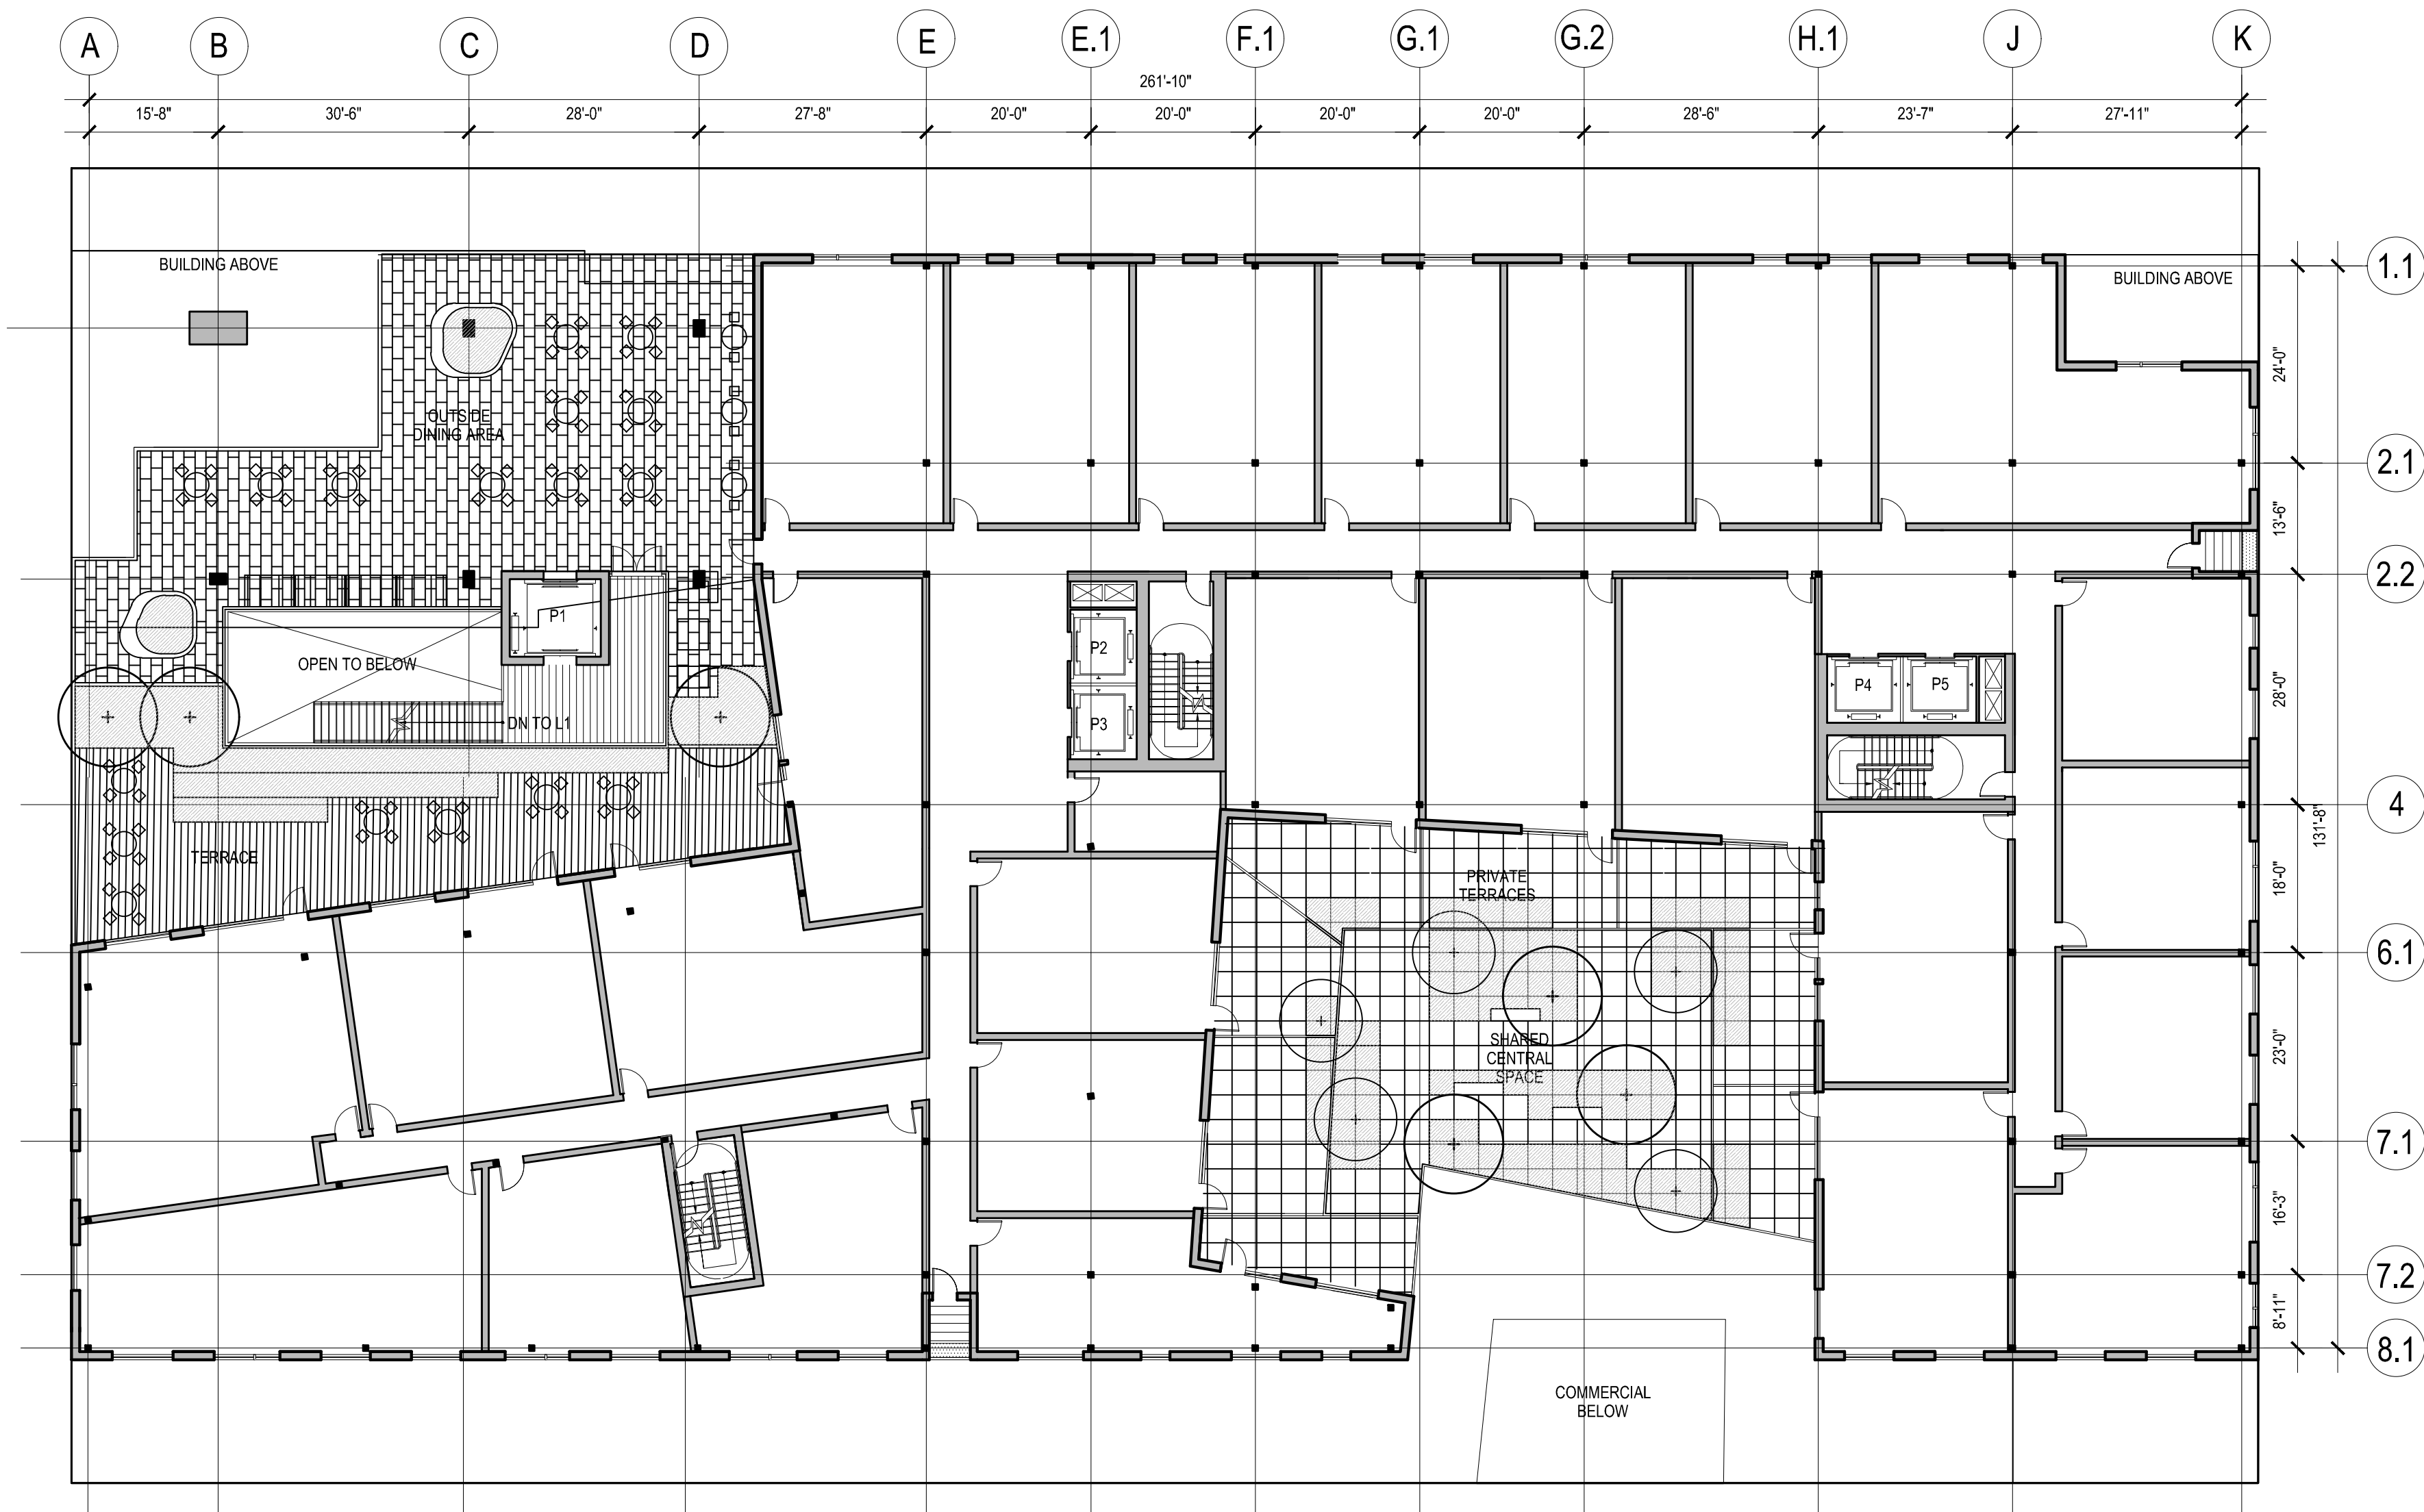 A B C D E E.1 F.1 G.1 G.2 H.1 J K
261'-10"
15'-8" 30'-6" 28'-0" 27'-8" 20'-0" 20'-0" 20'-0" 20'-0" 28'-6" 23'-7" 27'-11"
BUILDING ABOVE
BUILDING ABOVE
1.1
24'-0"
OUTSIDE
DINING AREA
2.1
13'-6"
2.2
P1
OPEN TO BELOW
DN TO L1
P2
P3
P4 P5
28'-0"
4
131'-8"
TERRACE
PRIVATE
TERRACES
18'-0"
6.1
SHARED
CENTRAL
SPACE
23'-0"
7.1
16'-3"
7.2
8'-11"
8.1
COMMERCIAL
BELOW